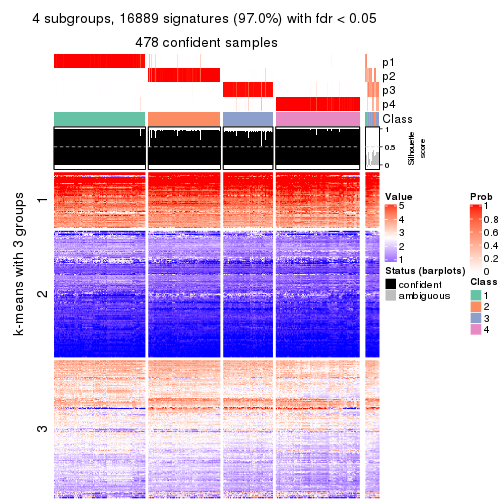 4 subgroups, 16889 signatures (97.0%) with fdr < 0.05
478 confident samples
p1
p2
p3
p4
Class
1
0.5
0
Silhouette
score
k-means with 3 groups
1
2
3
Value
5
4
3
2
1
Status (barplots)
confident
ambiguous
Prob
1
0.8
0.6
0.4
0.2
0
Class
1
2
3
4